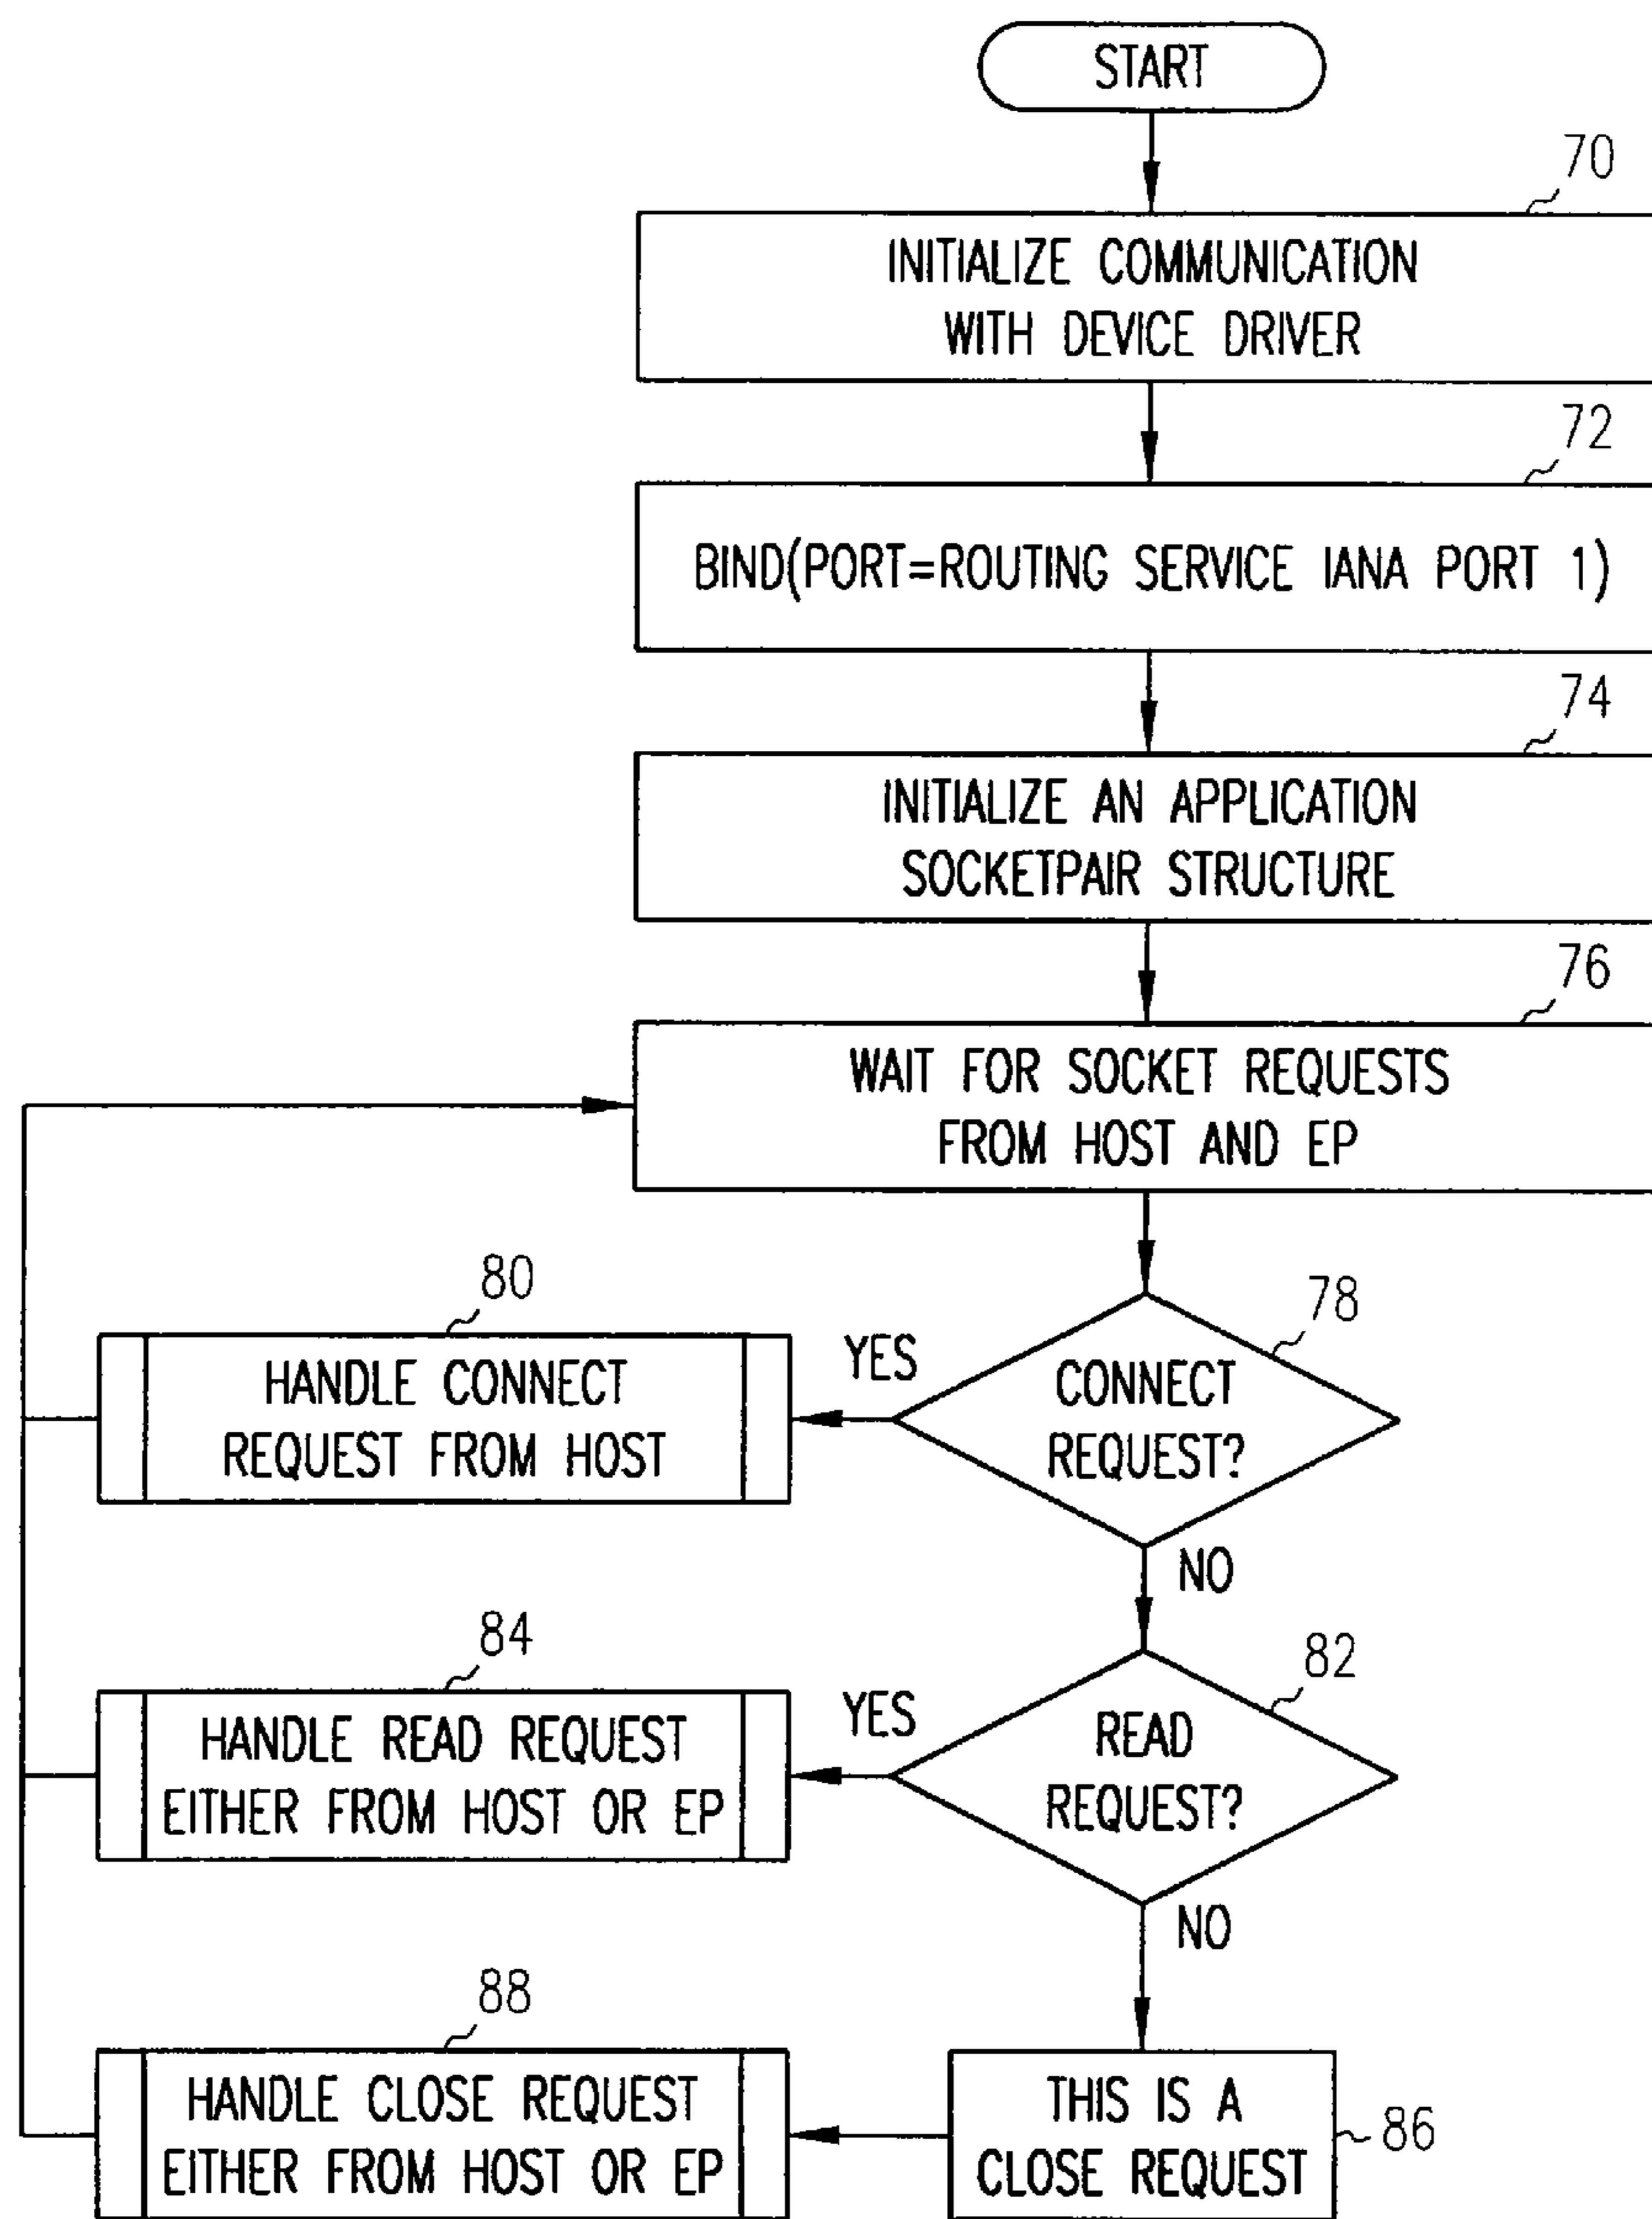 START
70
INITIALIZE COMMUNICATION
WITH DEVICE DRIVER
72
BIND(PORT=ROUTING SERVICE IANA PORT 1)
74
INITIALIZE AN APPLICATION
SOCKETPAIR STRUCTURE
76
WAIT FOR SOCKET REQUESTS
FROM HOST AND EP
80
78
HANDLE CONNECT
REQUEST FROM HOST
YES
CONNECT
REQUEST?
NO
84
82
HANDLE READ REQUEST
EITHER FROM HOST OR EP
YES
READ
REQUEST?
NO
88
HANDLE CLOSE REQUEST
EITHER FROM HOST OR EP
THIS IS A
CLOSE REQUEST
86